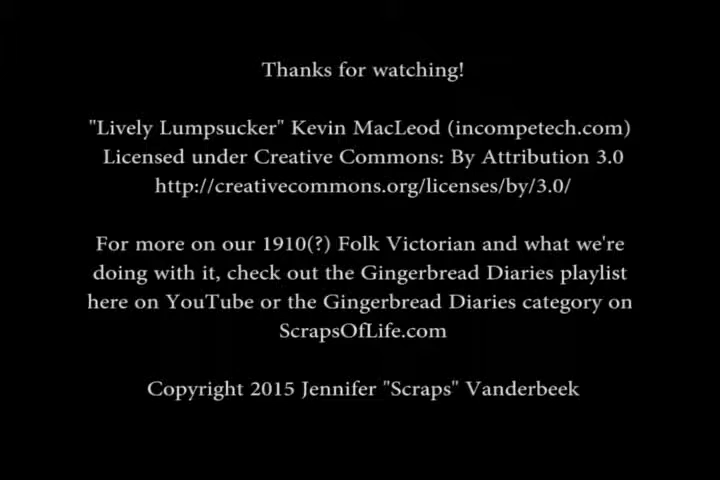 Thanks for watching!
"Lively Lumpsucker" Kevin MacLeod (incompetech.com)
Licensed under Creative Commons: By Attribution 3.0
http://creativecommons.org/licenses/by/3.0/
For more on our 1910(?) Folk Victorian and what we're
doing with it, check out the Gingerbread Diaries playlist
here on YouTube or the Gingerbread Diaries category on
ScrapsOfLife.com
Copyright 2015 Jennifer "Scraps" Vanderbeek